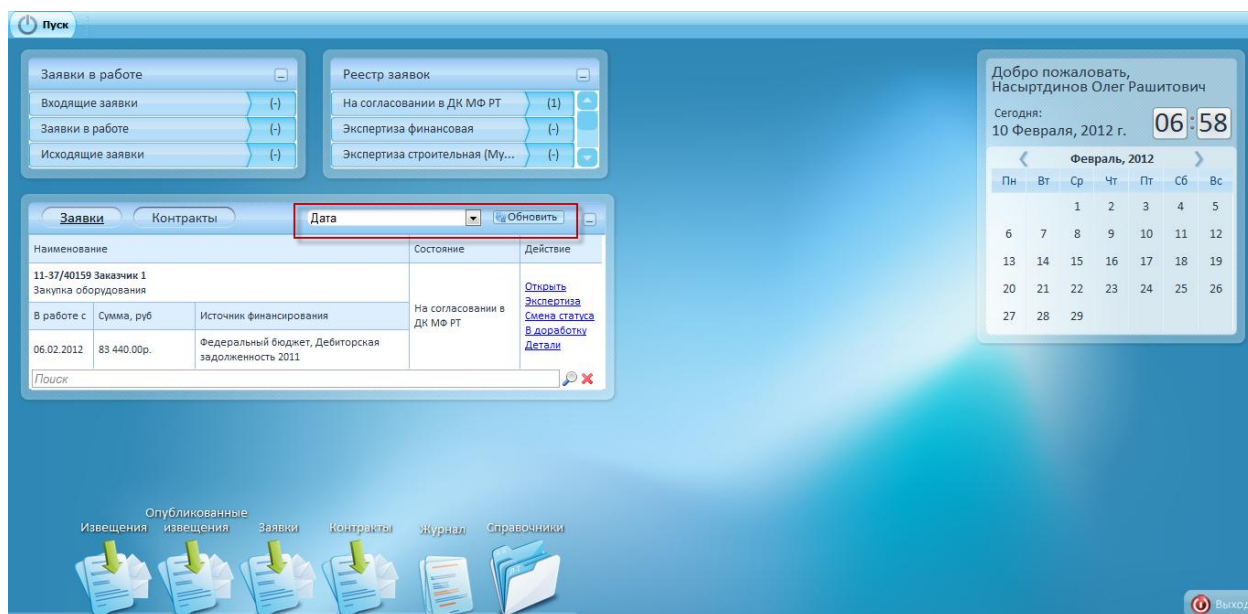 Пуск
Заявки в работе
Входящие заявки (-)
Заявки в работе (-)
Исходящие заявки (-)
Реестр заявок
На согласовании в ДК МФ РТ (1)
Экспертиза финансовая (-)
Экспертиза строительная (Му... (-)
Добро пожаловать,
Насыртдинов Олег Рашитович
Сегодня:
10 Февраля, 2012 г.
06:58
Февраль, 2012
Пн Вт Ср Чт Пт Сб Вс
1 2 3 4 5
6 7 8 9 10 11 12
13 14 15 16 17 18 19
20 21 22 23 24 25 26
27 28 29
Заявки Контракты Дата Обновить
Наименование Состояние Действие
11-37/40159 Заказчик 1
Закупка оборудования
В работе с Сумма, руб Источник финансирования
06.02.2012 83 440.00р. Федеральный бюджет, Дебиторская
задолженность 2011
На согласовании в
ДК МФ РТ
Открыть
Экспертиза
Смена статуса
В доработку
Детали
Поиск
Извещения
Опубликованные
извещения
Заявки
Контракты
Журнал
Справочники
Выход